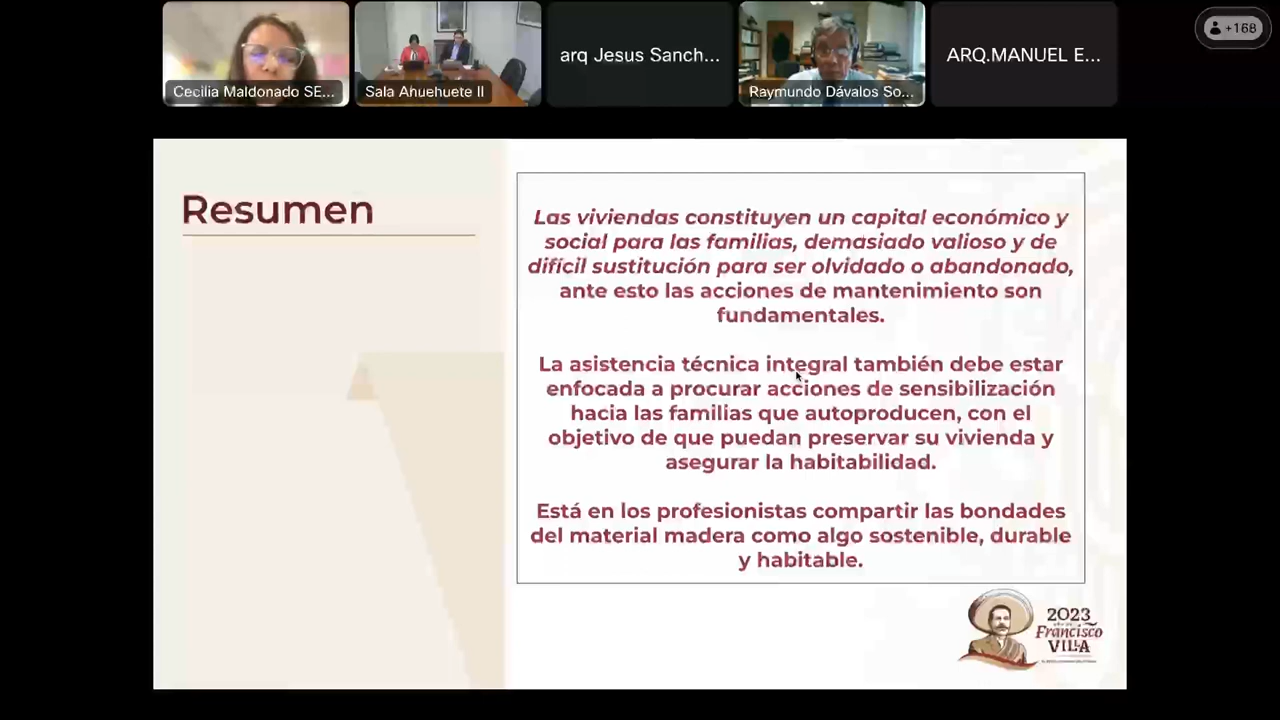 +168
Cecilia Maldonado SE...
Sala Ahuehuete II
arq Jesus Sanch...
Raymundo Dávalos So...
ARQ.MANUEL E...
Resumen
Las viviendas constituyen un capital económico y
social para las familias, demasiado valioso y de
difícil sustitución para ser olvidado o abandonado,
ante esto las acciones de mantenimiento son
fundamentales.
La asistencia técnica integral también debe estar
enfocada a procurar acciones de sensibilización
hacia las familias que autoproducen, con el
objetivo de que puedan preservar su vivienda y
asegurar la habitabilidad.
Está en los profesionistas compartir las bondades
del material madera como algo sostenible, durable
y habitable.
2023
Francisco
VILLA